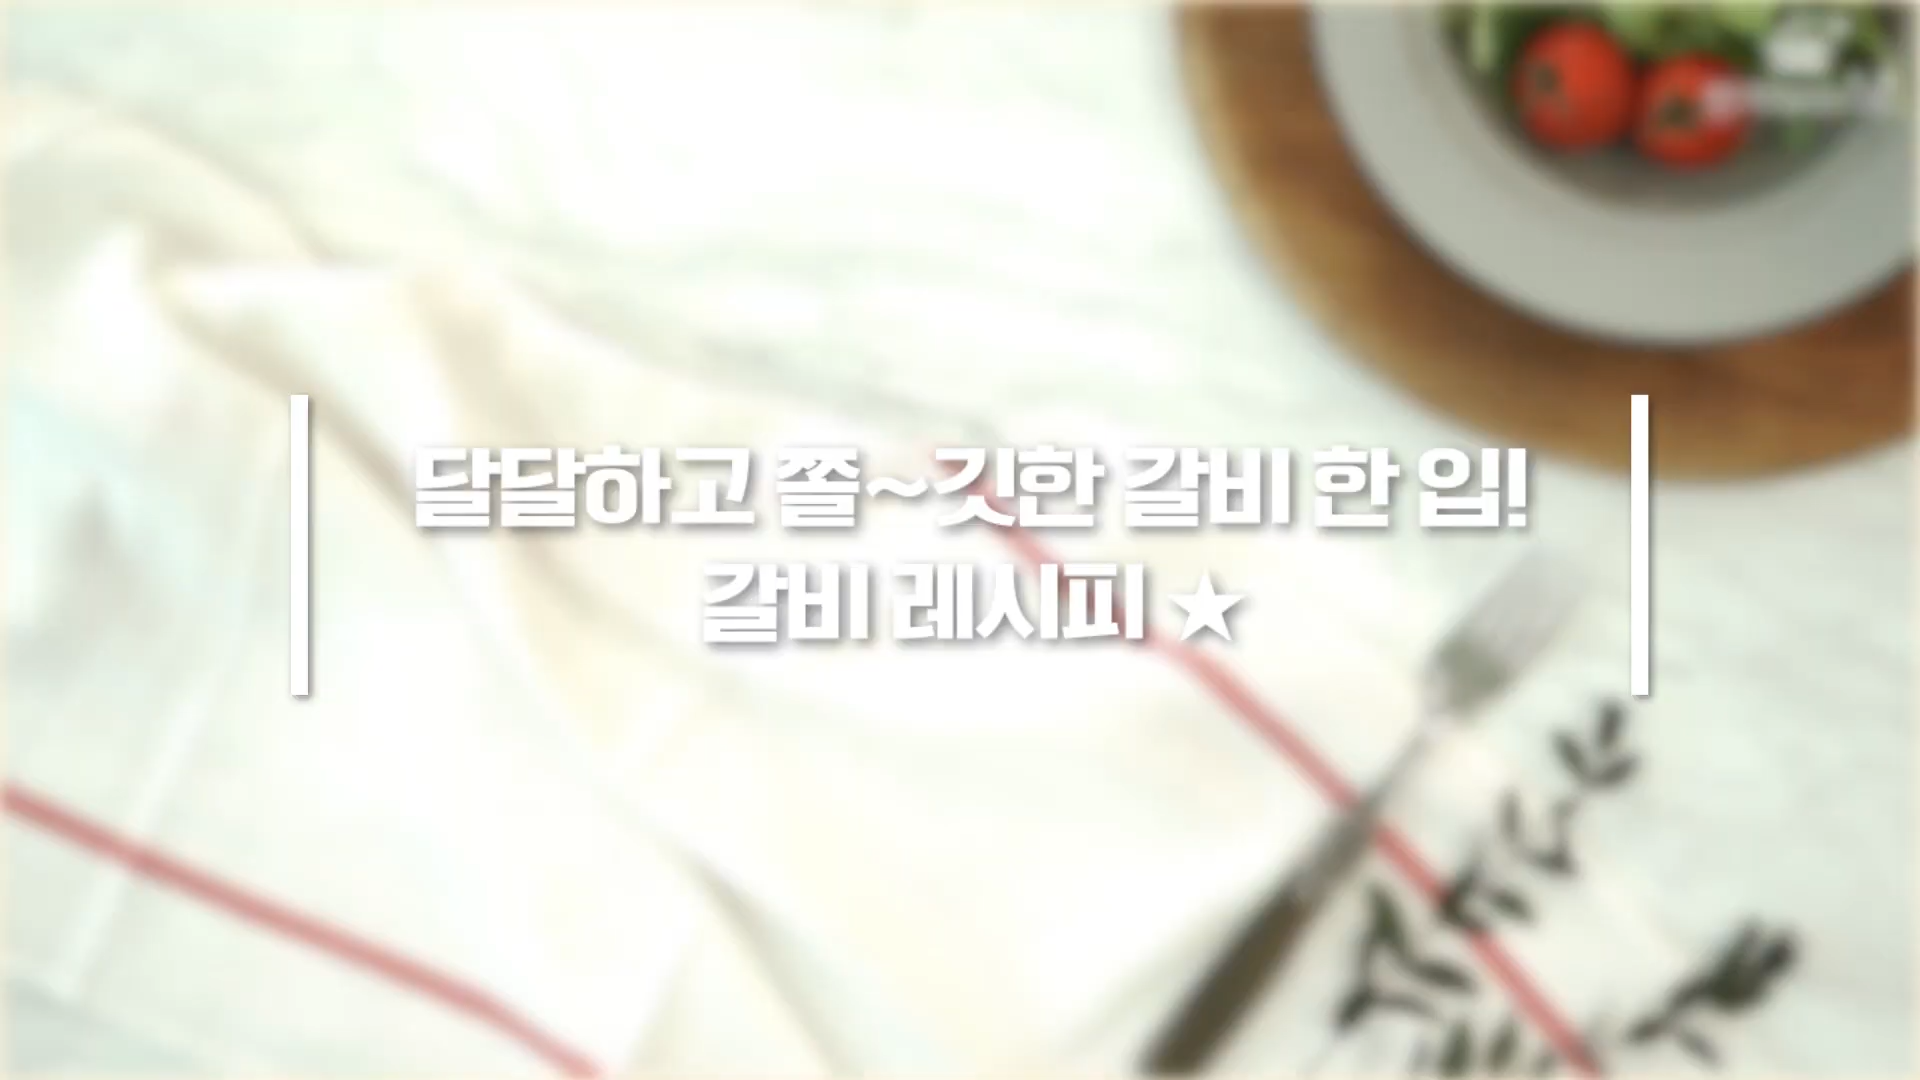 달달하고 쫄~깃한 갈비 한 입!
갈비 레시피 ★